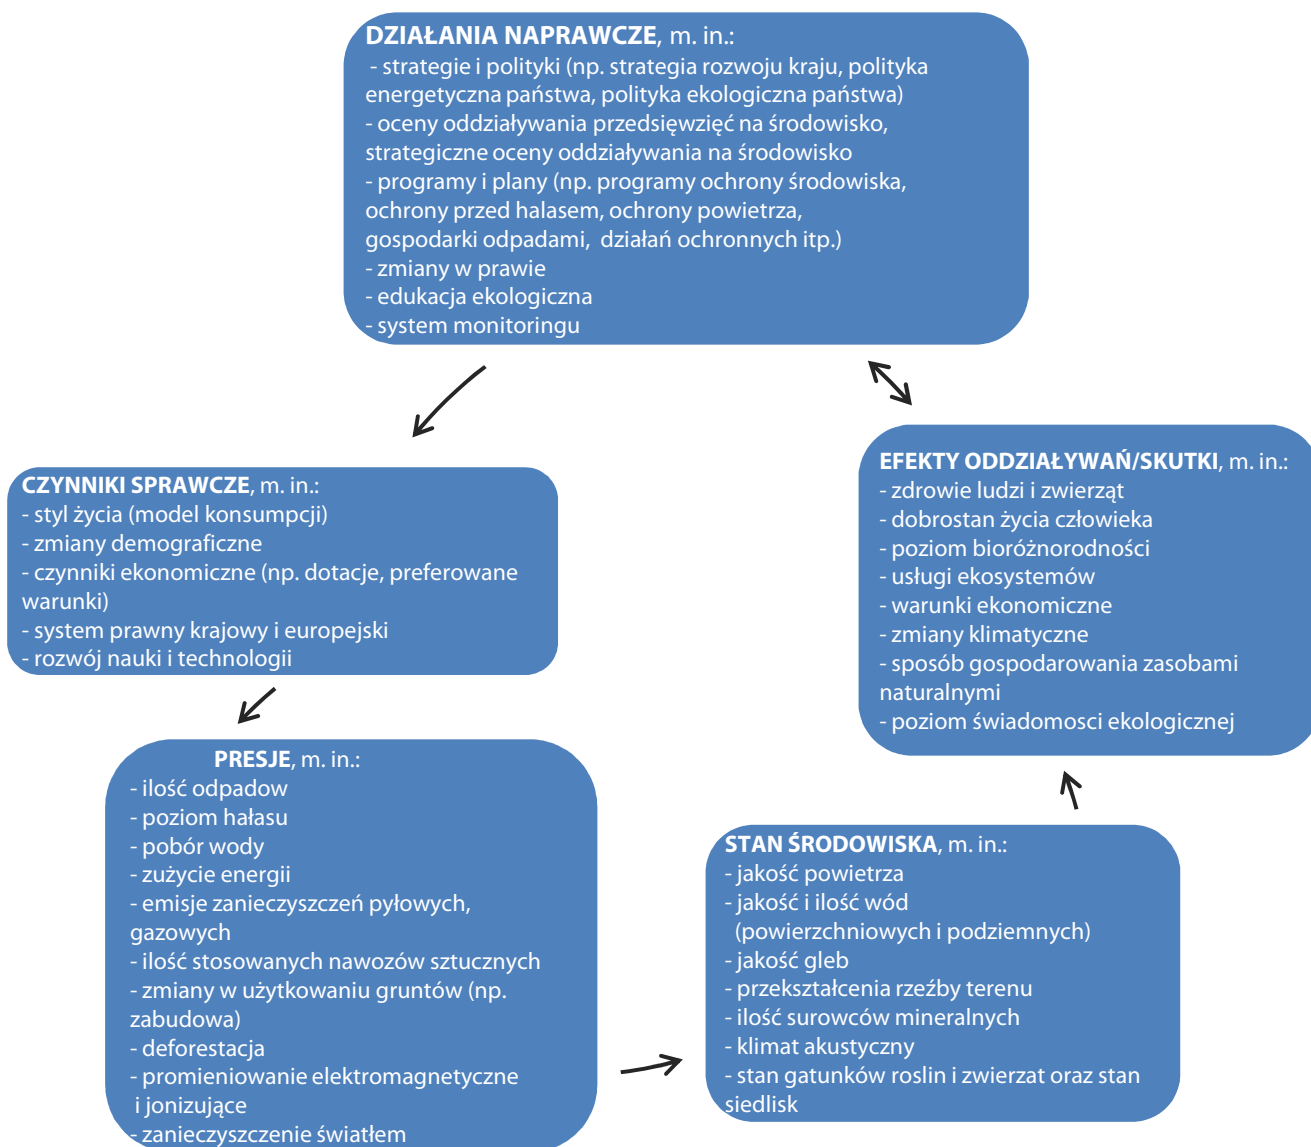 DZIAŁANIA NAPRAWCZE, m. in.:
- strategie i polityki (np. strategia rozwoju kraju, polityka
energetyczna państwa, polityka ekologiczna państwa)
- oceny oddziaływania przedsięwzięć na środowisko,
strategiczne oceny oddziaływania na środowisko
- programy i plany (np. programy ochrony środowiska,
ochrony przed halasem, ochrony powietrza,
gospodarki odpadami, działań ochronnych itp.)
- zmiany w prawie
- edukacja ekologiczna
- system monitoringu
CZYNNIKI SPRAWCZE, m. in.:
- styl życia (model konsumpcji)
- zmiany demograficzne
- czynniki ekonomiczne (np. dotacje, preferowane
warunki)
- system prawny krajowy i europejski
- rozwój nauki i technologii
PRESJE, m. in.:
- ilość odpadow
- poziom hałasu
- pobór wody
- zużycie energii
- emisje zanieczyszczeń pyłowych,
gazowych
- ilość stosowanych nawozów sztucznych
- zmiany w użytkowaniu gruntów (np.
zabudowa)
- deforestacja
- promieniowanie elektromagnetyczne
i jonizujące
- zanieczyszczenie światłem
STAN ŚRODOWISKA, m. in.:
- jakość powietrza
- jakość i ilość wód
(powierzchniowych i podziemnych)
- jakość gleb
- przekształcenia rzeźby terenu
- ilość surowców mineralnych
- klimat akustyczny
- stan gatunków roslin i zwierzat oraz stan
siedlisk
EFEKTY ODDZIAŁYWAŃ/SKUTKI, m. in.:
- zdrowie ludzi i zwierząt
- dobrostan życia człowieka
- poziom bioróżnorodności
- usługi ekosystemów
- warunki ekonomiczne
- zmiany klimatyczne
- sposób gospodarowania zasobami
naturalnymi
- poziom świadomosci ekologicznej